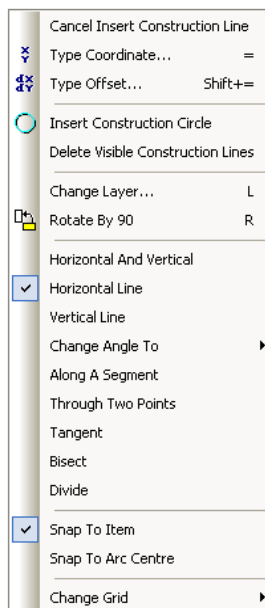 Cancel Insert Construction Line
X Y Type Coordinate... =
dX dY Type Offset... Shift+=
Insert Construction Circle
Delete Visible Construction Lines
Change Layer... L
Rotate By 90 R
Horizontal And Vertical
Horizontal Line
Vertical Line
Change Angle To
Along A Segment
Through Two Points
Tangent
Bisect
Divide
Snap To Item
Snap To Arc Centre
Change Grid